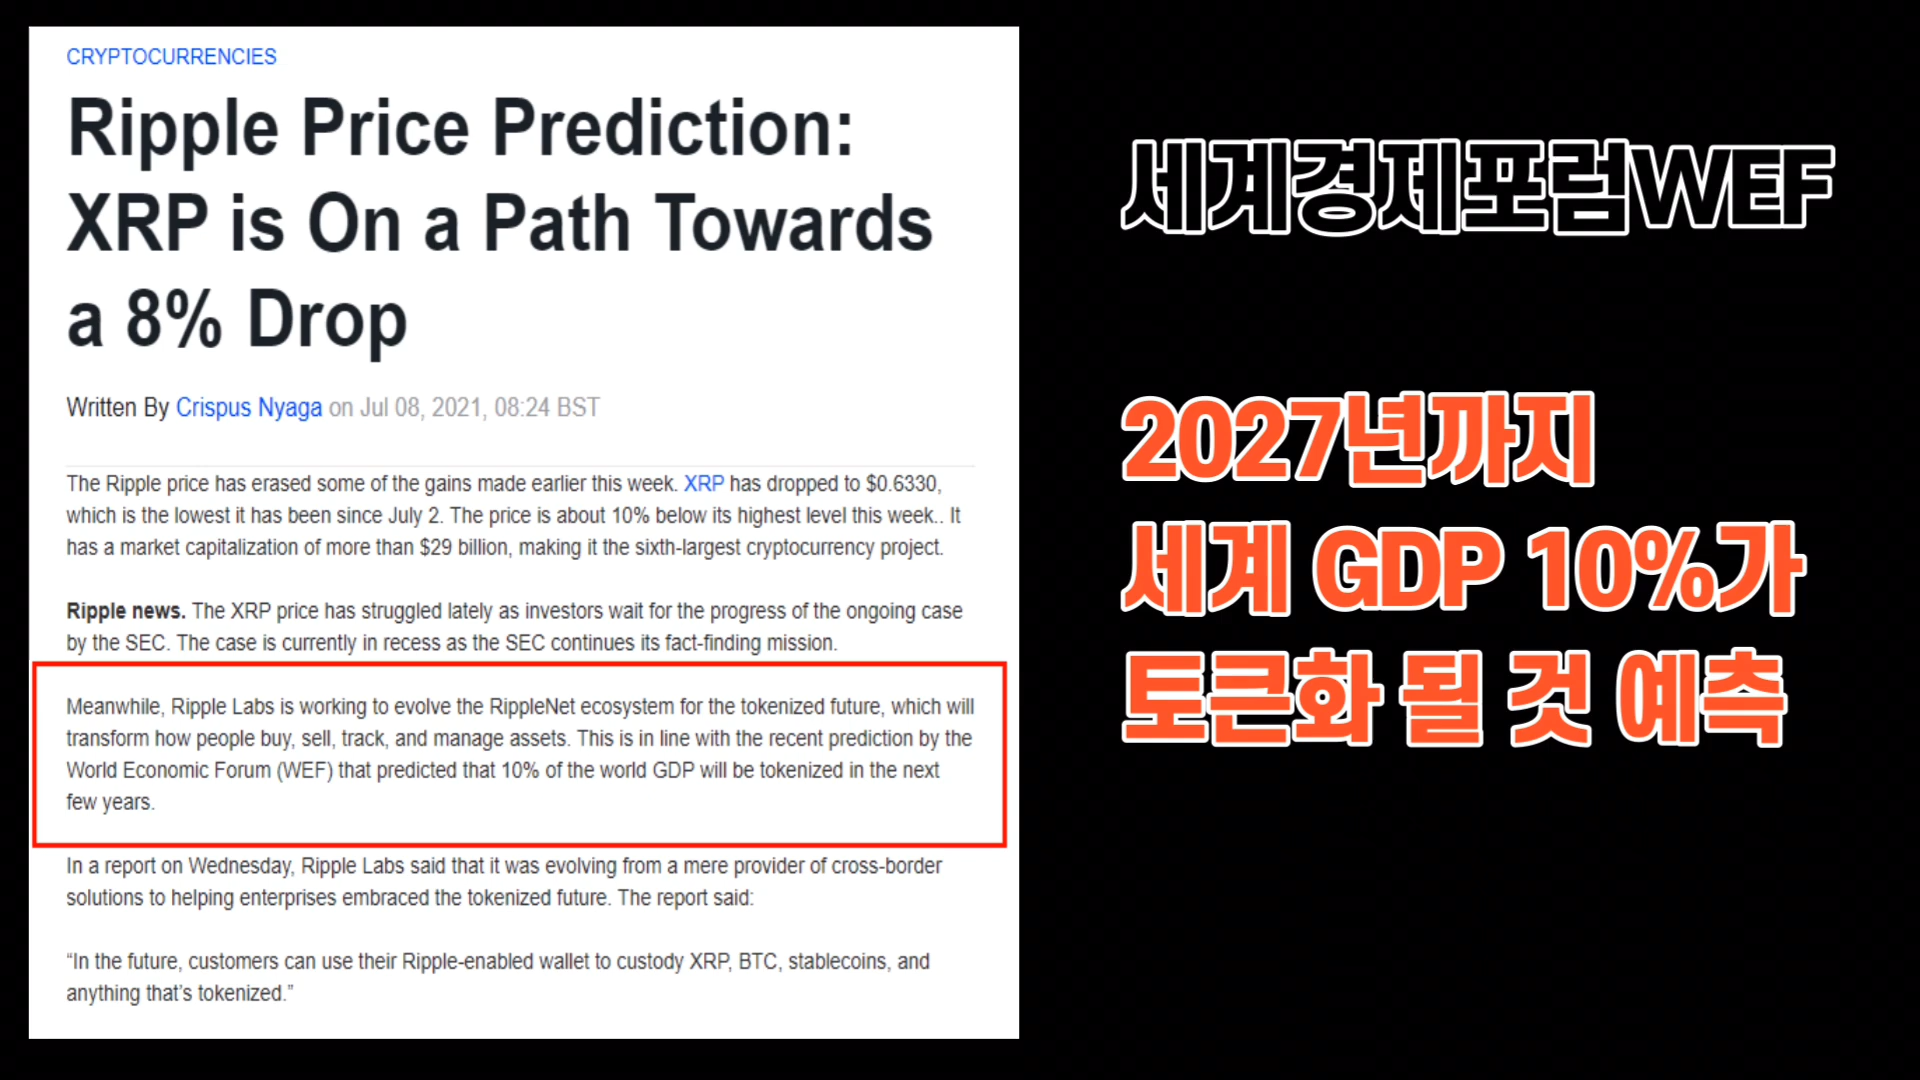 CRYPTOCURRENCIES
Ripple Price Prediction:
XRP is On a Path Towards
a 8% Drop
Written By Crispus Nyaga on Jul 08, 2021, 08:24 BST
The Ripple price has erased some of the gains made earlier this week. XRP has dropped to $0.6330,
which is the lowest it has been since July 2. The price is about 10% below its highest level this week.. It
has a market capitalization of more than $29 billion, making it the sixth-largest cryptocurrency project.
Ripple news. The XRP price has struggled lately as investors wait for the progress of the ongoing case
by the SEC. The case is currently in recess as the SEC continues its fact-finding mission.
Meanwhile, Ripple Labs is working to evolve the RippleNet ecosystem for the tokenized future, which will
transform how people buy, sell, track, and manage assets. This is in line with the recent prediction by the
World Economic Forum (WEF) that predicted that 10% of the world GDP will be tokenized in the next
few years.
In a report on Wednesday, Ripple Labs said that it was evolving from a mere provider of cross-border
solutions to helping enterprises embraced the tokenized future. The report said:
“In the future, customers can use their Ripple-enabled wallet to custody XRP, BTC, stablecoins, and
anything that’s tokenized.”
세계경제포럼WEF
2027년까지
세계 GDP 10%가
토큰화 될 것 예측